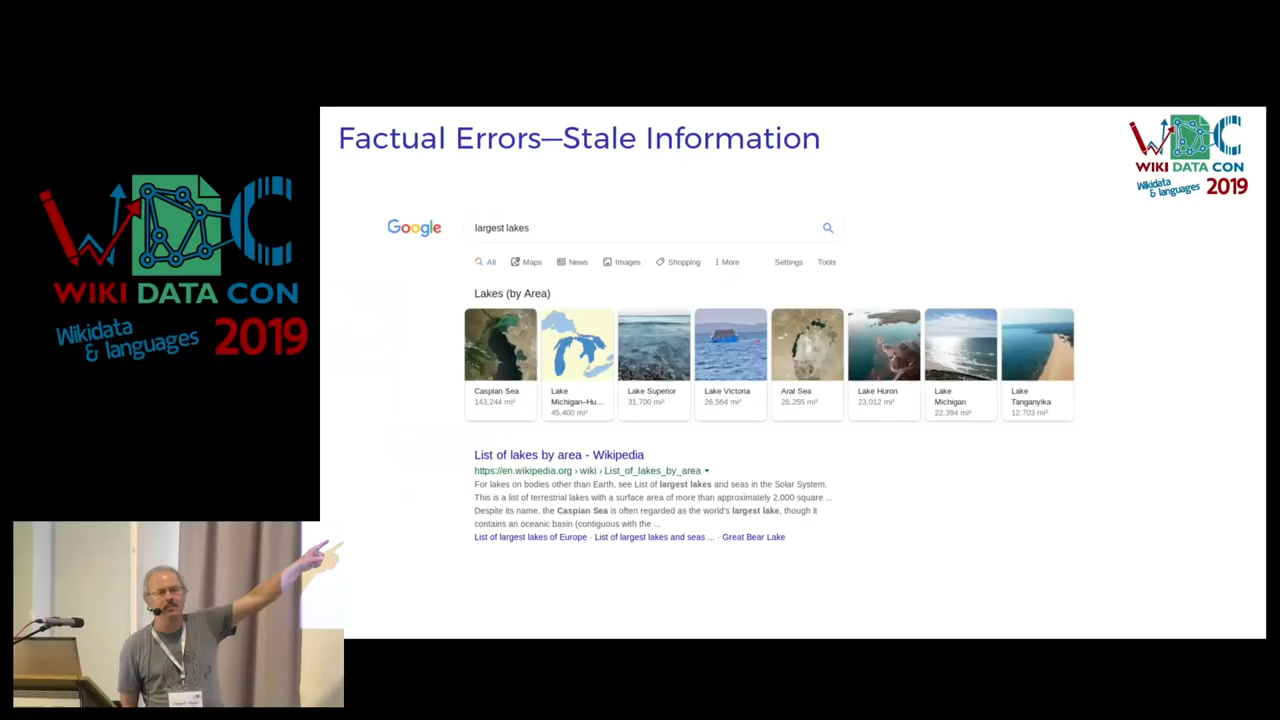 Factual Errors—Stale Information
WIKI DATA CON
Wikidata
& languages 2019
WIKI DATA CON
Wikidata
& languages 2019
Google
largest lakes
All Maps News Images Shopping More Settings Tools
Lakes (by Area)
Caspian Sea
143,244 mi²
Lake
Michigan–Hu...
45,400 mi²
Lake Superior
31,700 mi²
Lake Victoria
26,564 mi²
Aral Sea
26,255 mi²
Lake Huron
23,012 mi²
Lake
Michigan
22,394 mi²
Lake
Tanganyika
12,703 mi²
List of lakes by area - Wikipedia
https://en.wikipedia.org › wiki › List_of_lakes_by_area
For lakes on bodies other than Earth, see List of largest lakes and seas in the Solar System.
This is a list of terrestrial lakes with a surface area of more than approximately 2,000 square ...
Despite its name, the Caspian Sea is often regarded as the world's largest lake, though it
contains an oceanic basin (contiguous with the ...
List of largest lakes of Europe · List of largest lakes and seas ... · Great Bear Lake